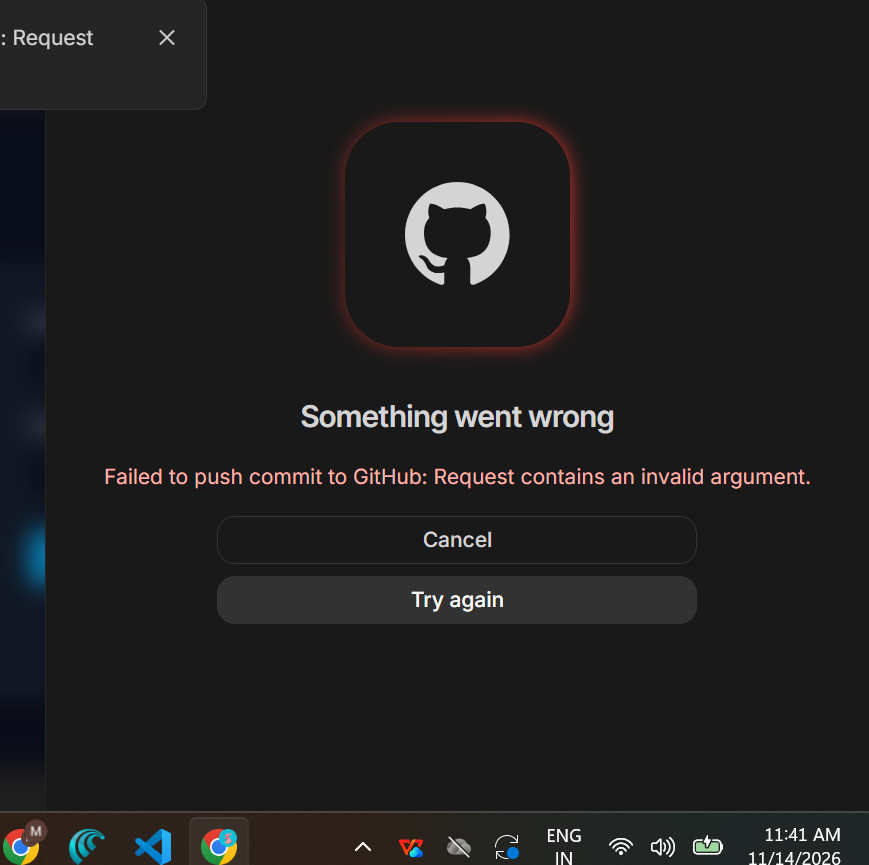 : Request
Something went wrong
Failed to push commit to GitHub: Request contains an invalid argument.
Cancel
Try again
M
S
ENG
IN
11:41 AM
11/14/2026